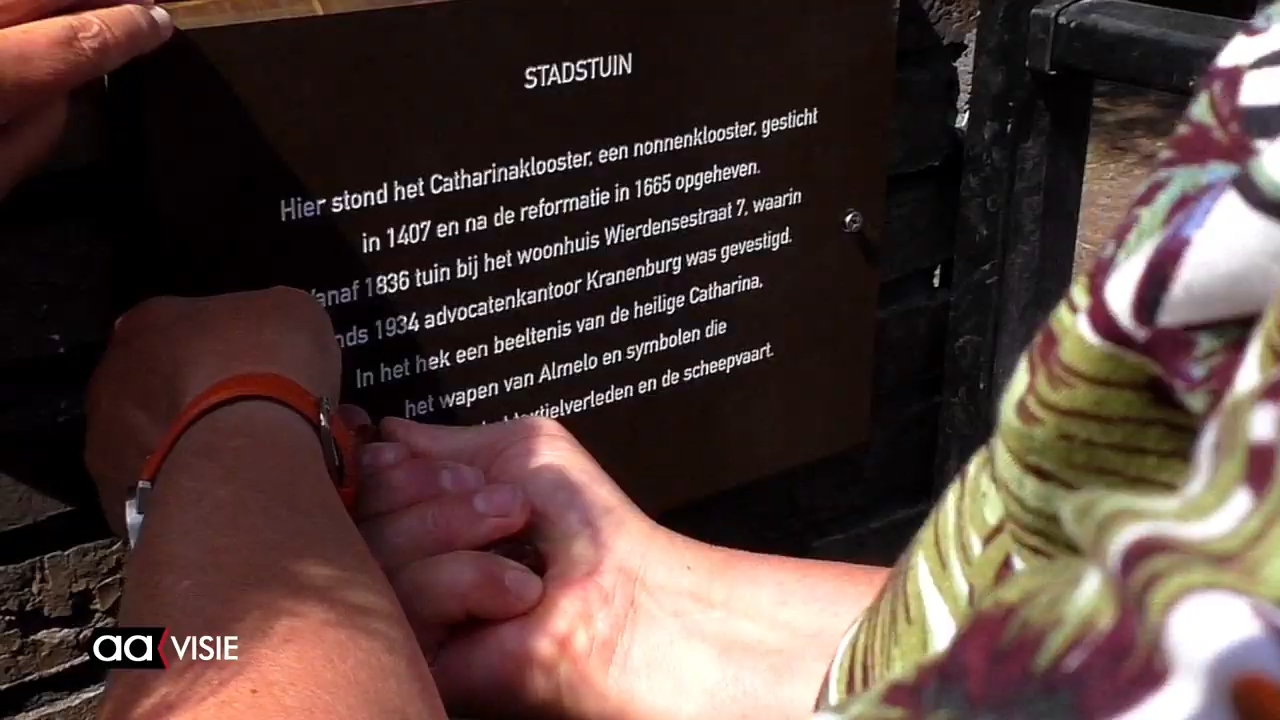 STADSTUIN
Hier stond het Catharinaklooster, een nonnenklooster, gesticht
in 1407 en na de reformatie in 1665 opgeheven.
Vanaf 1836 tuin bij het woonhuis Wierdensestraat 7, waarin
1934 advocatenkantoor Kranenburg was gevestigd.
In het hek een beeltenis van de heilige Catharina,
het wapen van Almelo en symbolen die
en de scheepvaart.
aa VISIE